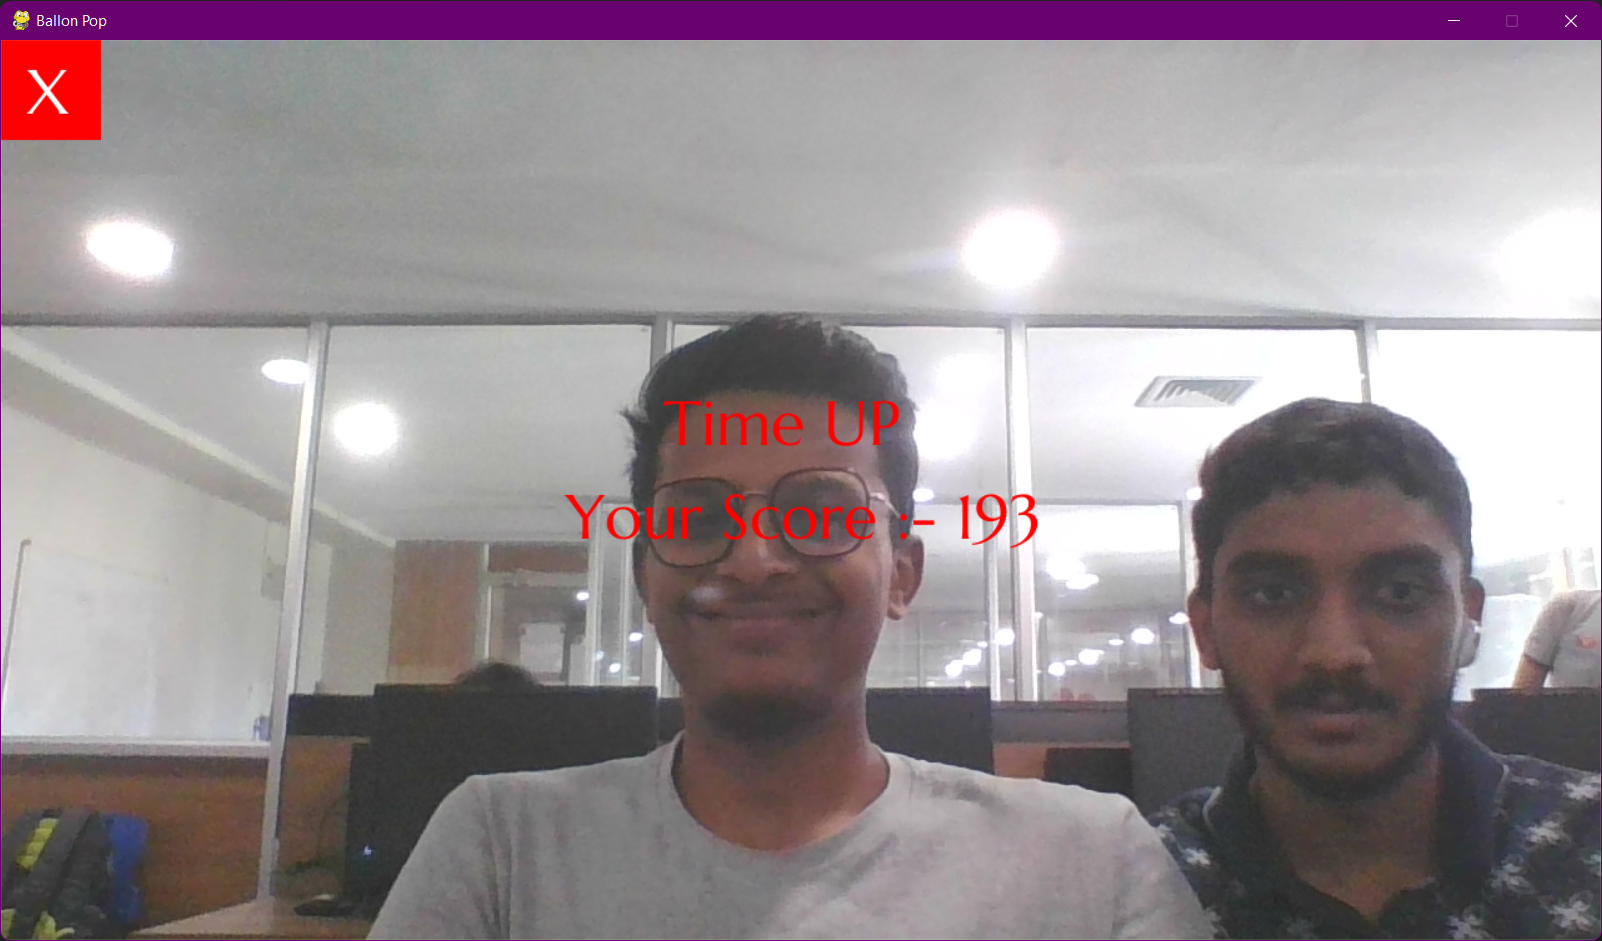 Ballon Pop
X
Time UP
Your Score :- 193